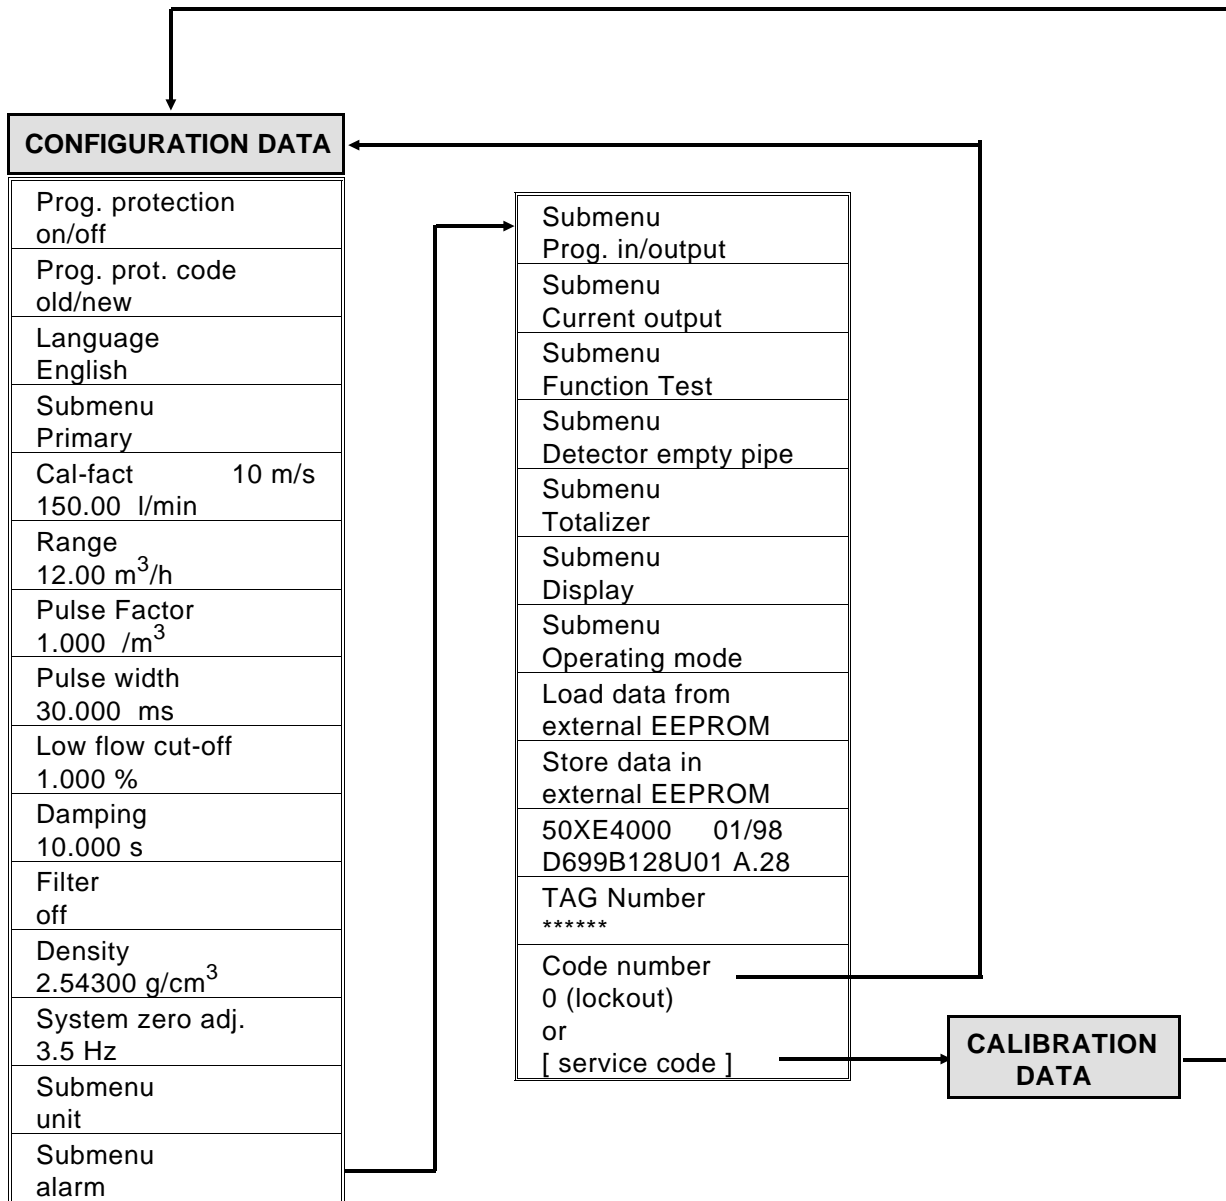 CONFIGURATION DATA
Prog. protection
on/off
Prog. prot. code
old/new
Language
English
Submenu
Primary
Cal-fact 10 m/s
150.00 l/min
Range
12.00 m³/h
Pulse Factor
1.000 /m³
Pulse width
30.000 ms
Low flow cut-off
1.000 %
Damping
10.000 s
Filter
off
Density
2.54300 g/cm³
System zero adj.
3.5 Hz
Submenu
unit
Submenu
alarm
Submenu
Prog. in/output
Submenu
Current output
Submenu
Function Test
Submenu
Detector empty pipe
Submenu
Totalizer
Submenu
Display
Submenu
Operating mode
Load data from
external EEPROM
Store data in
external EEPROM
50XE4000 01/98
D699B128U01 A.28
TAG Number
******
Code number
0 (lockout)
or
[ service code ]
CALIBRATION
DATA